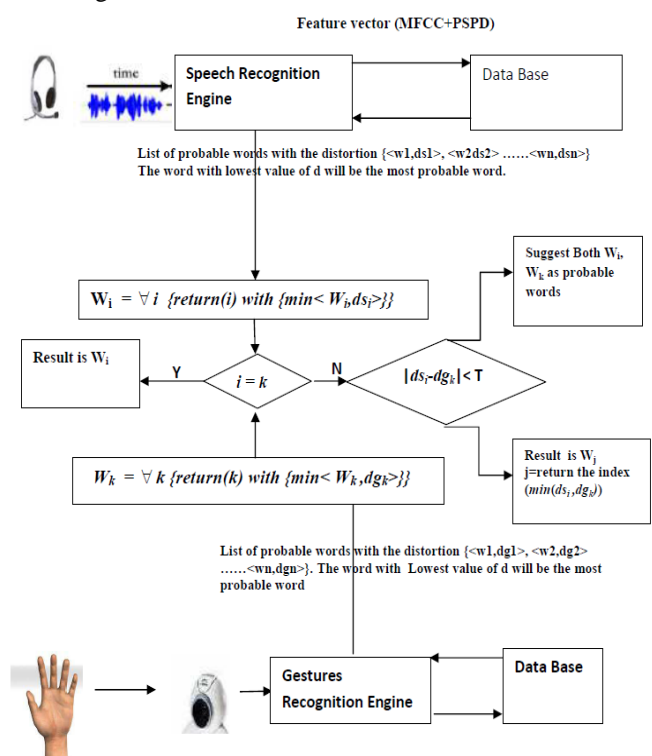 Feature vector (MFCC+PSPD)
time
Speech Recognition
Engine
Data Base
List of probable words with the distortion {<w1,ds1>, <w2ds2> ......<wn,dsn>}
The word with lowest value of d will be the most probable word.
Suggest Both Wᵢ,
Wₖ as probable
words
Wᵢ = ∀ i {return(i) with {min< Wᵢ,dsᵢ>}}
Result is Wᵢ
Y
i = k
N
|dsᵢ-dgₖ|< T
Wₖ = ∀ k {return(k) with {min< Wₖ,dgₖ>}}
Result is Wⱼ
j=return the index
(min(dsᵢ,dgₖ))
List of probable words with the distortion {<w1,dg1>, <w2,dg2>
......<wn,dgn>}. The word with Lowest value of d will be the most
probable word
Gestures
Recognition Engine
Data Base